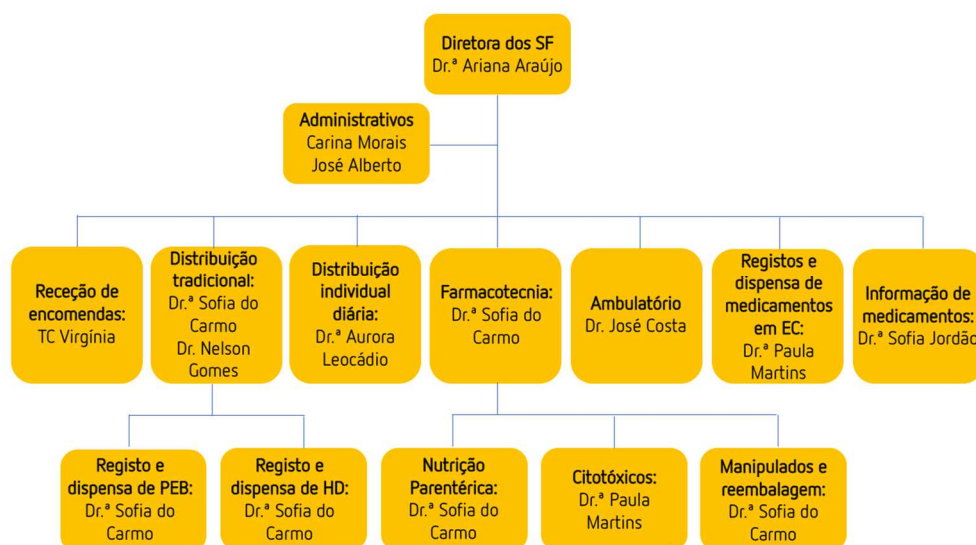 Diretora dos SF
Dr.ª Ariana Araújo
Administrativos
Carina Morais
José Alberto
Receção de
encomendas:
TC Virgínia
Distribuição
tradicional:
Dr.ª Sofia do
Carmo
Dr. Nelson
Gomes
Distribuição
individual
diária:
Dr.ª Aurora
Leocádio
Farmacotecnia:
Dr.ª Sofia do
Carmo
Ambulatório
Dr. José Costa
Registos e
dispensa de
medicamentos
em EC:
Dr.ª Paula
Martins
Informação de
medicamentos:
Dr.ª Sofia Jordão
Registo e
dispensa de PEB:
Dr.ª Sofia do
Carmo
Registo e
dispensa de HD:
Dr.ª Sofia do
Carmo
Nutrição
Parentérica:
Dr.ª Sofia do
Carmo
Citotóxicos:
Dr.ª Paula
Martins
Manipulados e
reembalagem:
Dr.ª Sofia do
Carmo